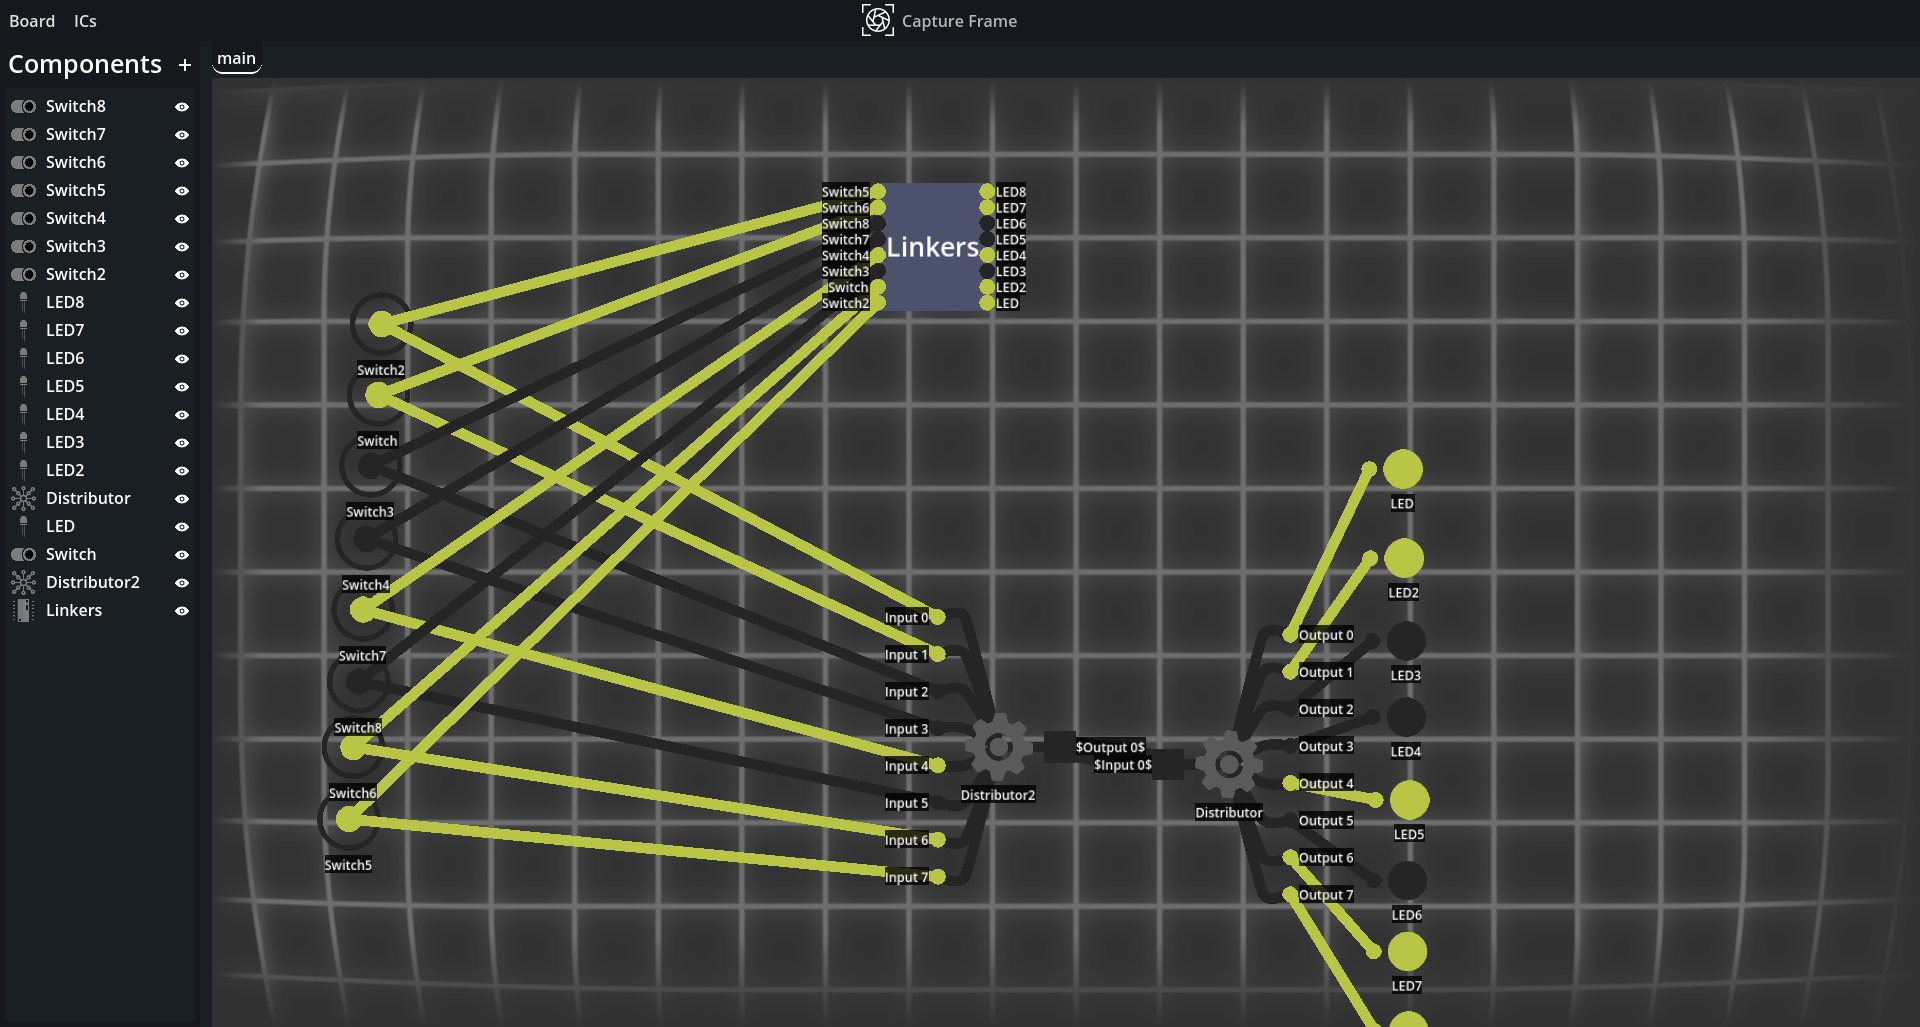 Board
ICs
Capture Frame
Components +
main
Switch8
Switch7
Switch6
Switch5
Switch4
Switch3
Switch2
LED8
LED7
LED6
LED5
LED4
LED3
LED2
Distributor
LED
Switch
Distributor2
Linkers
Switch5
Switch6
Switch8
Switch7
Switch4
Switch3
Switch
Switch2
Linkers
LED8
LED7
LED6
LED5
LED4
LED3
LED2
LED
Switch2
Switch
Switch3
Switch4
Switch7
Switch8
Switch6
Switch5
Input 0
Input 1
Input 2
Input 3
Input 4
Input 5
Input 6
Input 7
Distributor2
$Output 0$
$Input 0$
Distributor
Output 0
Output 1
Output 2
Output 3
Output 4
Output 5
Output 6
Output 7
LED
LED2
LED3
LED4
LED5
LED6
LED7